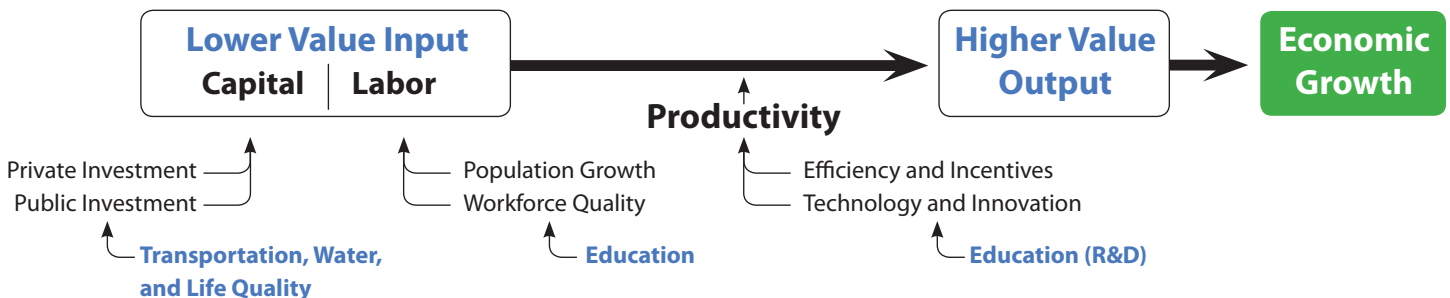 Lower Value Input
Capital | Labor
Higher Value
Output
Economic
Growth
Productivity
Private Investment
Public Investment
Transportation, Water,
and Life Quality
Population Growth
Workforce Quality
Education
Efficiency and Incentives
Technology and Innovation
Education (R&D)